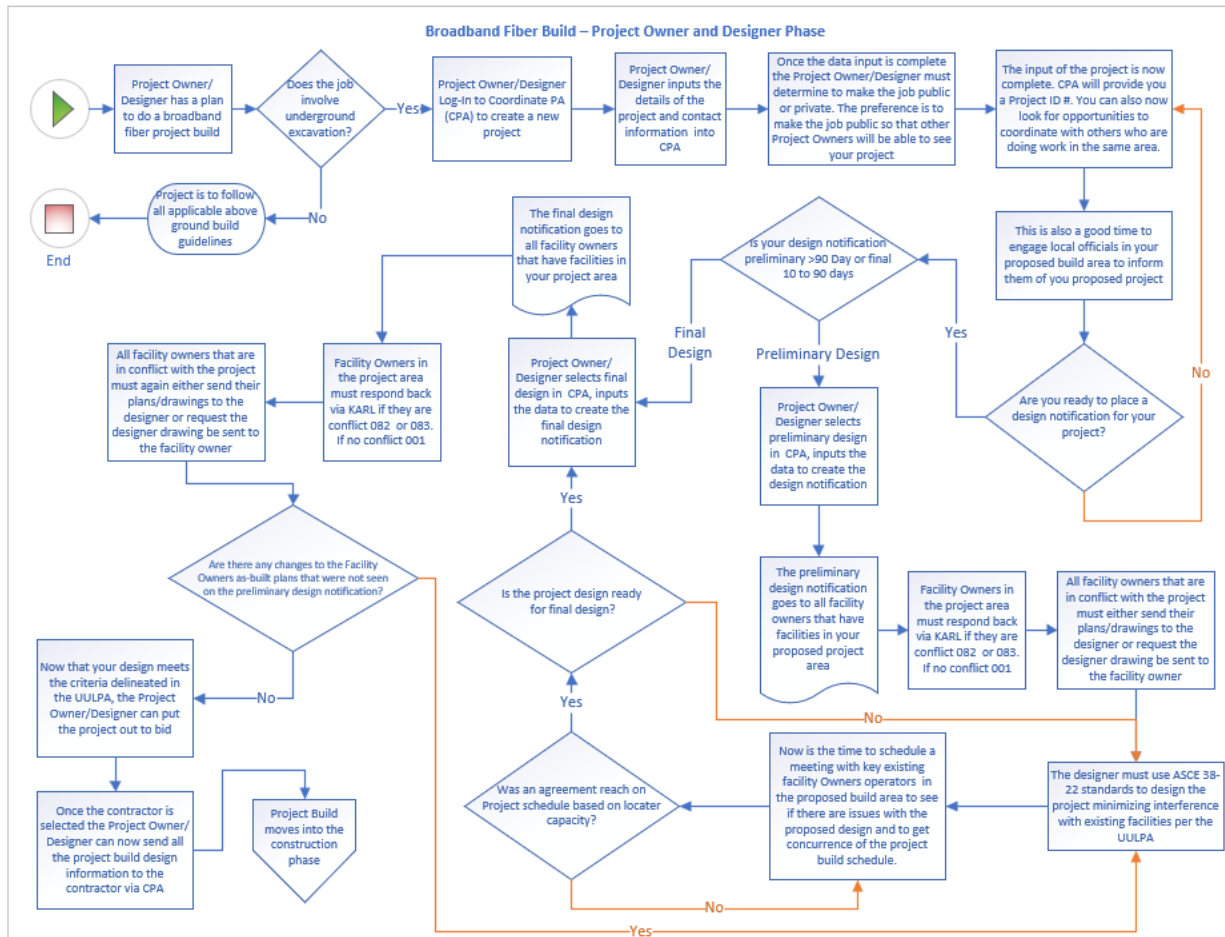 Broadband Fiber Build – Project Owner and Designer Phase
Project Owner/
Designer has a plan
to do a broadband
fiber project build
Does the job
involve
underground
excavation?
Yes
Project Owner/Designer
Log-In to Coordinate PA
(CPA) to create a new
project
Project Owner/
Designer inputs the
details of the
project and contact
information into
CPA
Once the data input is complete
the Project Owner/Designer must
determine to make the job public
or private. The preference is to
make the job public so that other
Project Owners will be able to see
your project
The input of the project is now
complete. CPA will provide you
a Project ID #. You can also now
look for opportunities to
coordinate with others who are
doing work in the same area.
No
Project is to follow
all applicable above
ground build
guidelines
End
This is also a good time to
engage local officials in your
proposed build area to inform
them of you proposed project
Are you ready to place a
design notification for your
project?
No
Yes
Is your design notification
preliminary >90 Day or final
10 to 90 days
Final
Design
Preliminary Design
The final design
notification goes to
all facility owners
that have facilities in
your project area
Project Owner/
Designer selects final
design in CPA, inputs
the data to create the
final design notification
Facility Owners in
the project area
must respond back
via KARL if they are
conflict 082 or 083.
If no conflict 001
All facility owners that are
in conflict with the project
must again either send their
plans/drawings to the
designer or request the
designer drawing be sent to
the facility owner
Project Owner/
Designer selects
preliminary design
in CPA, inputs the
data to create the
design notification
Yes
Are there any changes to the Facility
Owners as-built plans that were not seen
on the preliminary design notification?
Is the project design ready
for final design?
The preliminary
design notification
goes to all facility
owners that have
facilities in your
proposed project
area
Facility Owners in
the project area
must respond back
via KARL if they are
conflict 082 or 083.
If no conflict 001
All facility owners that are
in conflict with the project
must either send their
plans/drawings to the
designer or request the
designer drawing be sent to
the facility owner
No
Now that your design meets
the criteria delineated in
the UULPA, the Project
Owner/Designer can put
the project out to bid
Yes
No
Was an agreement reach on
Project schedule based on locater
capacity?
Now is the time to schedule a
meeting with key existing
facility Owners operators in
the proposed build area to see
if there are issues with the
proposed design and to get
concurrence of the project
build schedule.
The designer must use ASCE 38-
22 standards to design the
project minimizing interference
with existing facilities per the
UULPA
Once the contractor is
selected the Project Owner/
Designer can now send all
the project build design
information to the
contractor via CPA
Project Build
moves into the
construction
phase
No
Yes